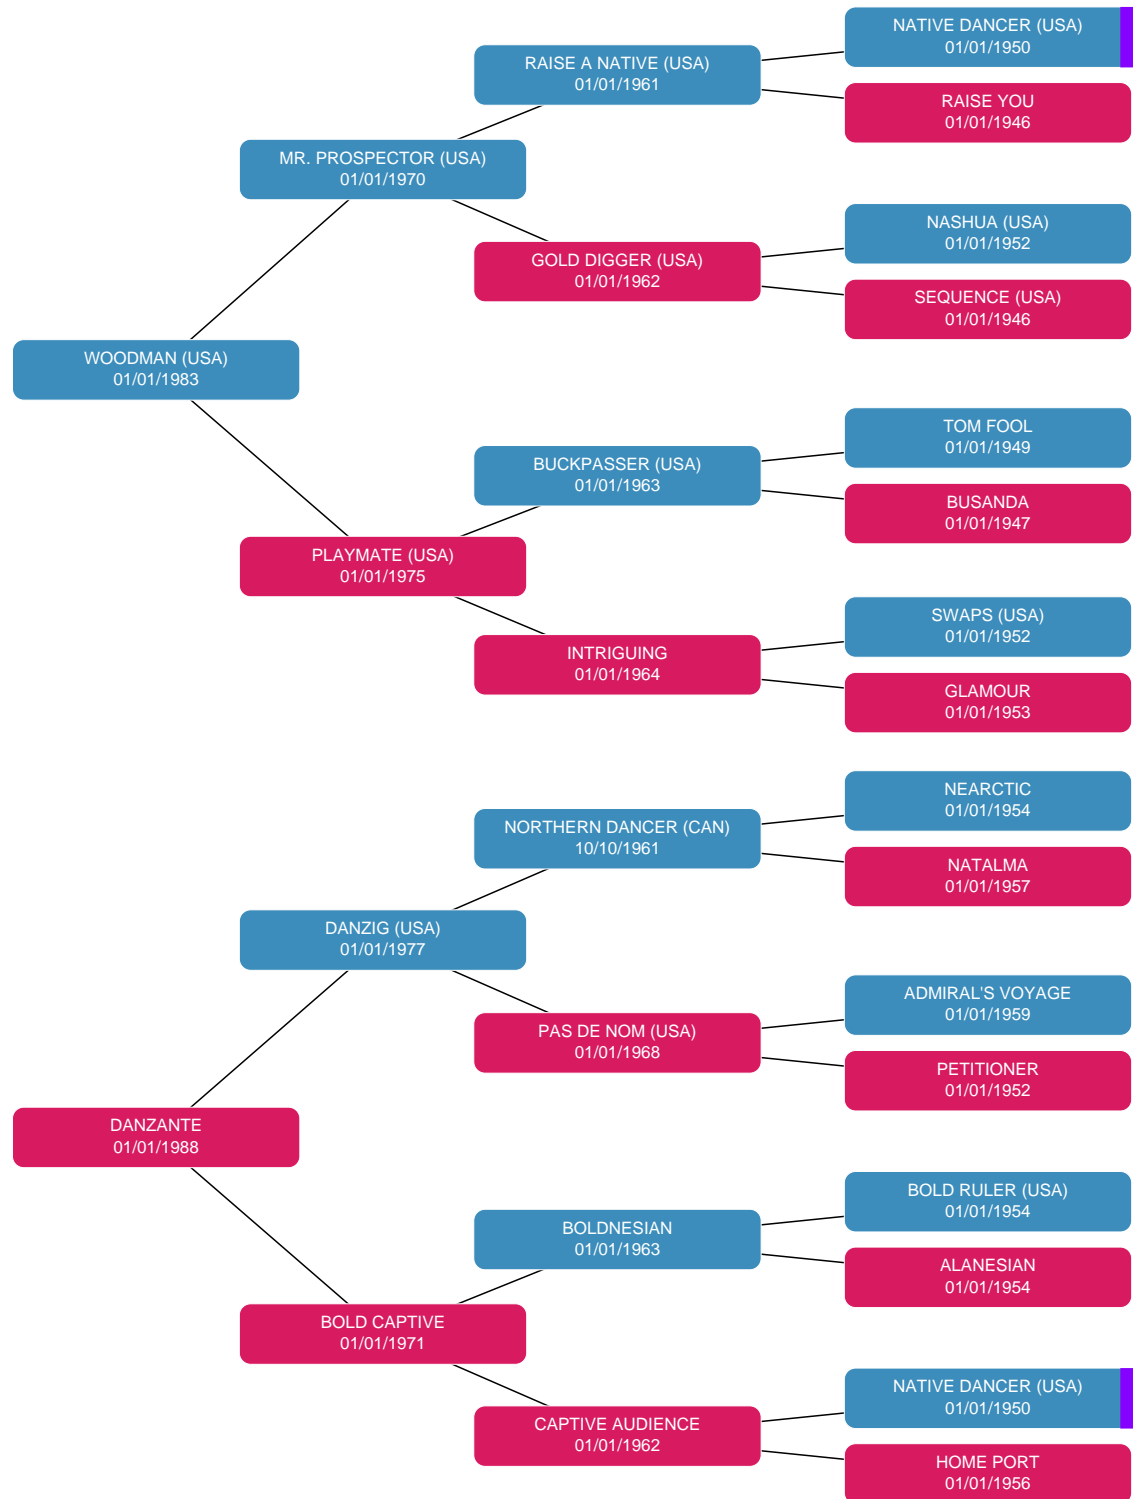 NATIVE DANCER (USA)
01/01/1950
RAISE A NATIVE (USA)
01/01/1961
RAISE YOU
01/01/1946
MR. PROSPECTOR (USA)
01/01/1970
NASHUA (USA)
01/01/1952
GOLD DIGGER (USA)
01/01/1962
SEQUENCE (USA)
01/01/1946
WOODMAN (USA)
01/01/1983
TOM FOOL
01/01/1949
BUCKPASSER (USA)
01/01/1963
BUSANDA
01/01/1947
PLAYMATE (USA)
01/01/1975
SWAPS (USA)
01/01/1952
INTRIGUING
01/01/1964
GLAMOUR
01/01/1953
NEARCTIC
01/01/1954
NORTHERN DANCER (CAN)
10/10/1961
NATALMA
01/01/1957
DANZIG (USA)
01/01/1977
ADMIRAL'S VOYAGE
01/01/1959
PAS DE NOM (USA)
01/01/1968
PETITIONER
01/01/1952
DANZANTE
01/01/1988
BOLD RULER (USA)
01/01/1954
BOLDNESIAN
01/01/1963
ALANESIAN
01/01/1954
BOLD CAPTIVE
01/01/1971
NATIVE DANCER (USA)
01/01/1950
CAPTIVE AUDIENCE
01/01/1962
HOME PORT
01/01/1956